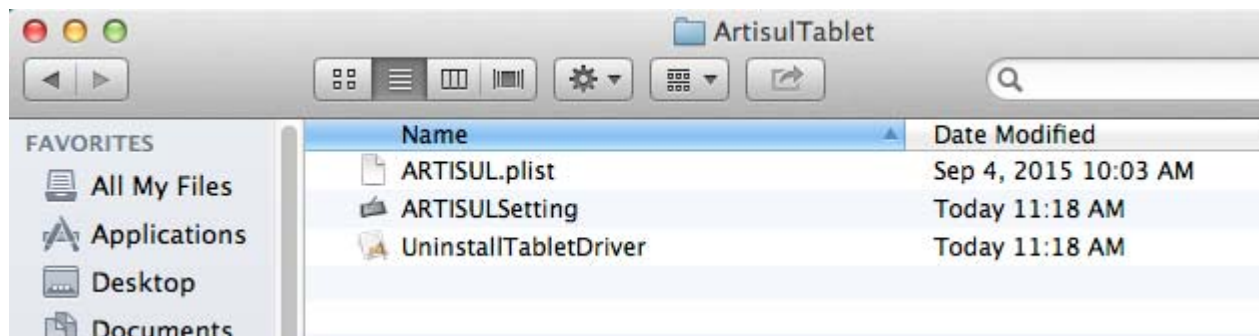 ArtisulTablet
FAVORITES
All My Files
Applications
Desktop
Documents
Name Date Modified
ARTISUL.plist Sep 4, 2015 10:03 AM
ARTISULSetting Today 11:18 AM
UninstallTabletDriver Today 11:18 AM